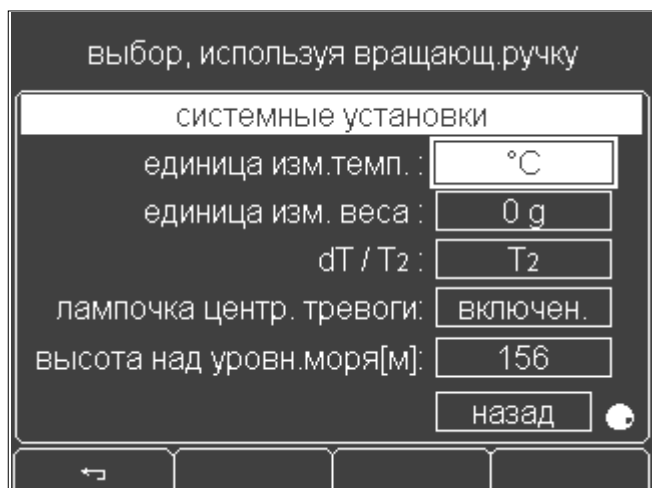 выбор, используя вращающ.ручку
системные установки
единица изм.темп. : °C
единица изм. веса : 0 g
dT / T2 : T2
лампочка центр. тревоги: включен.
высота над уровн.моря[м]: 156
назад